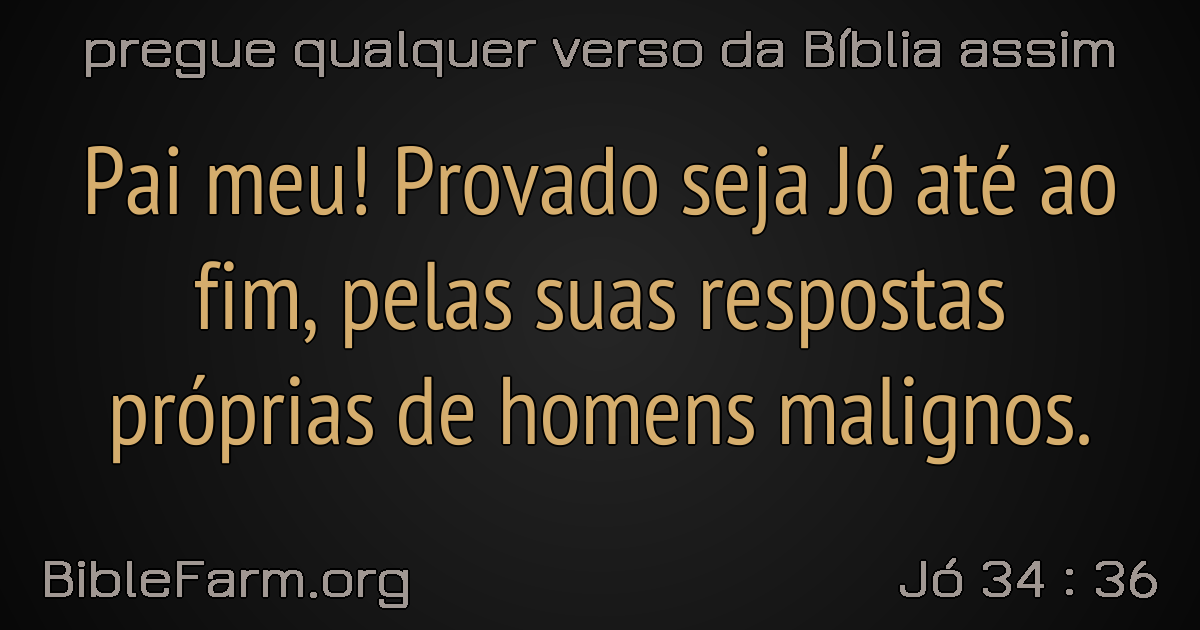 pregue qualquer verso da Bíblia assim
Pai meu! Provado seja Jó até ao
fim, pelas suas respostas
próprias de homens malignos.
BibleFarm.org
Jó 34 : 36